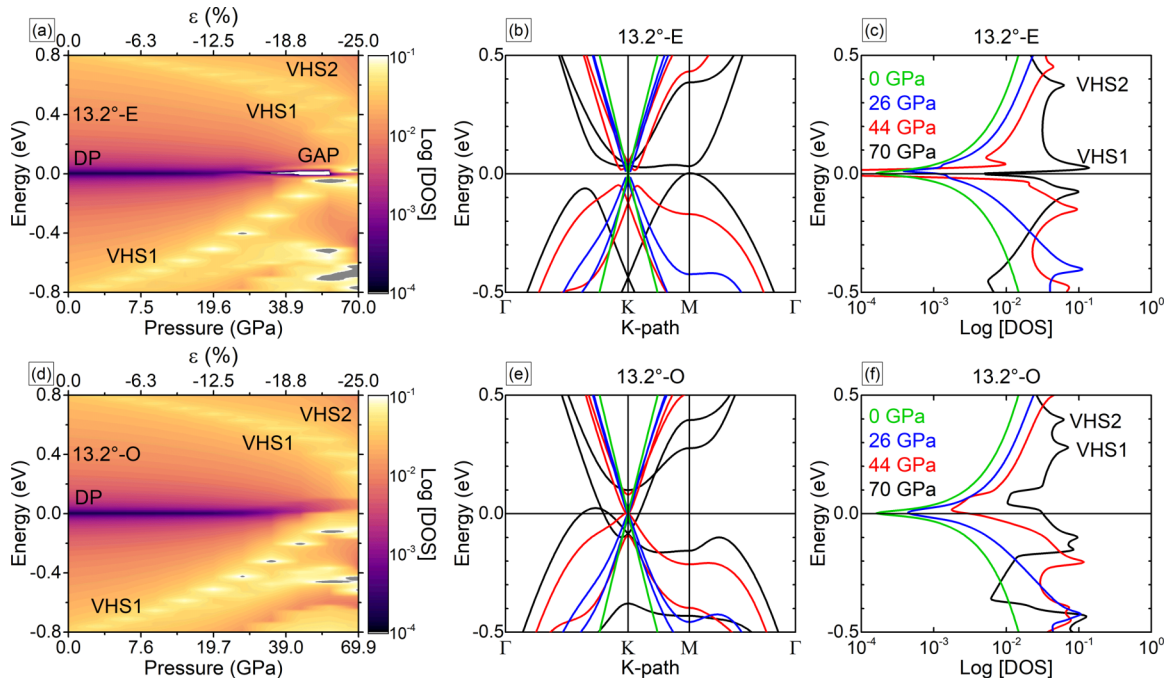 (a)
ε (%)
0.0 -6.3 -12.5 -18.8 -25.0
0.8
0.4
0.0
-0.4
-0.8
Energy (eV)
VHS2
VHS1
13.2°-E
DP
GAP
VHS1
0.0 7.5 19.6 38.9 70.0
Pressure (GPa)
10⁻¹
10⁻²
10⁻³
10⁻⁴
Log [DOS]
(b)
13.2°-E
0.5
0.0
-0.5
Energy (eV)
Γ K M Γ
K-path
(c)
13.2°-E
0.5
0.0
-0.5
Energy (eV)
0 GPa
26 GPa
44 GPa
70 GPa
VHS2
VHS1
10⁻⁴ 10⁻³ 10⁻² 10⁻¹ 10⁰
Log [DOS]
(d)
ε (%)
0.0 -6.3 -12.5 -18.8 -25.0
0.8
0.4
0.0
-0.4
-0.8
Energy (eV)
VHS2
VHS1
13.2°-O
DP
VHS1
0.0 7.6 19.7 39.0 69.9
Pressure (GPa)
10⁻¹
10⁻²
10⁻³
10⁻⁴
Log [DOS]
(e)
13.2°-O
0.5
0.0
-0.5
Energy (eV)
Γ K M Γ
K-path
(f)
13.2°-O
0.5
0.0
-0.5
Energy (eV)
0 GPa
26 GPa
44 GPa
70 GPa
VHS2
VHS1
10⁻⁴ 10⁻³ 10⁻² 10⁻¹ 10⁰
Log [DOS]